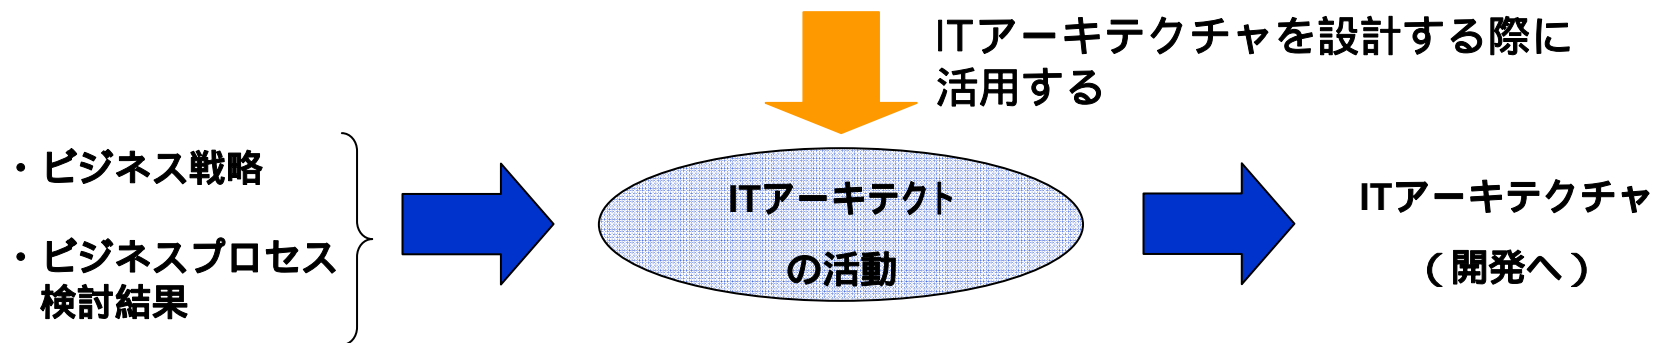 ITアーキテクチャを設計する際に
活用する
・ビジネス戦略
・ビジネスプロセス
検討結果
ITアーキテクト
の活動
ITアーキテクチャ
(開発へ)